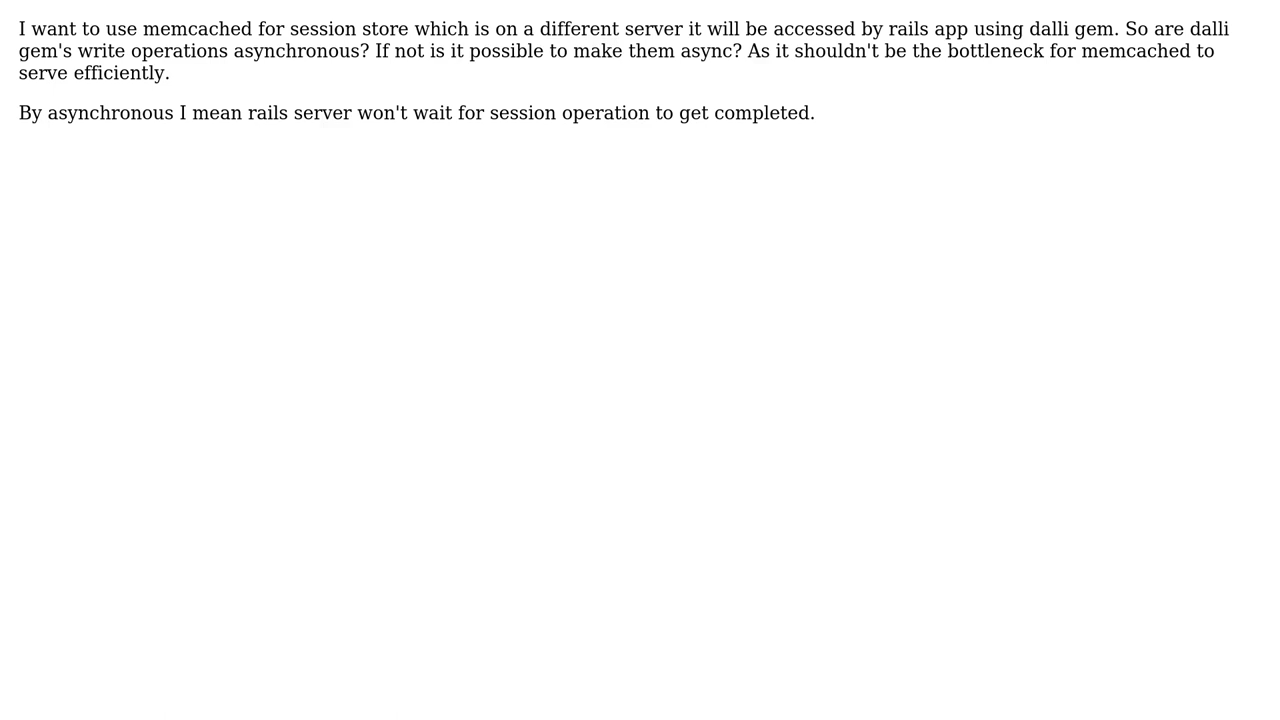 I want to use memcached for session store which is on a different server it will be accessed by rails app using dalli gem. So are dalli
gem's write operations asynchronous? If not is it possible to make them async? As it shouldn't be the bottleneck for memcached to
serve efficiently.
By asynchronous I mean rails server won't wait for session operation to get completed.